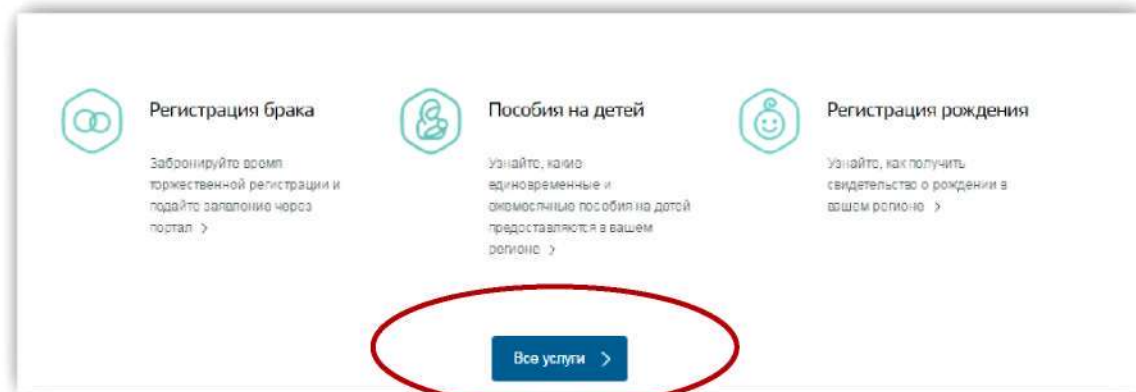 Регистрация брака
Забронируйте время
торжественной регистрации и
подайте заявление через
портал >
Пособия на детей
Узнайте, какие
единовременные и
ежемесячные пособия на детей
предоставляются в вашем
регионе >
Регистрация рождения
Узнайте, как получить
свидетельство о рождении в
вашем регионе >
Все услуги >